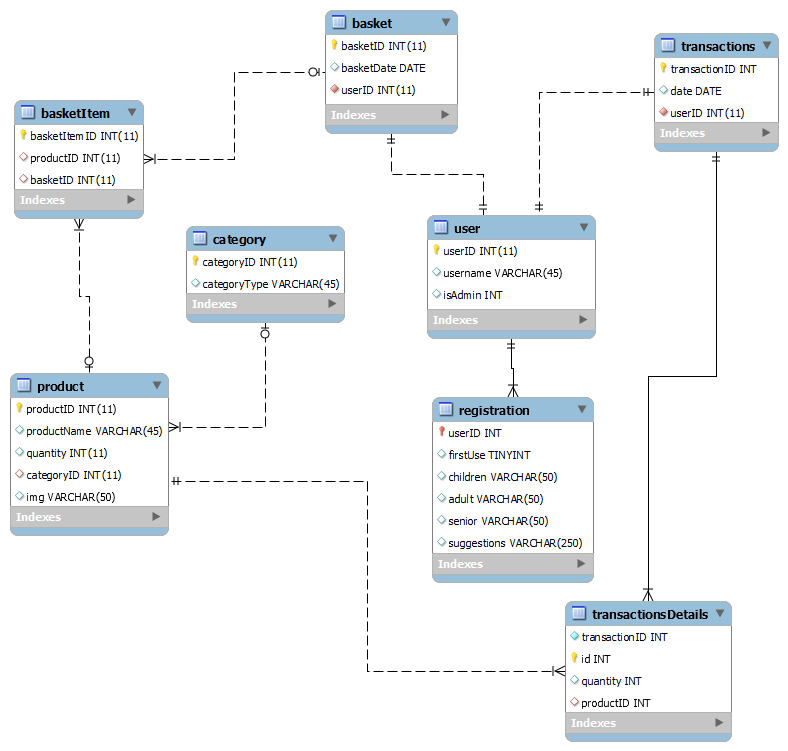 basket
basketID INT(11)
basketDate DATE
userID INT(11)
Indexes
transactions
transactionID INT
date DATE
userID INT(11)
Indexes
basketItem
basketItemID INT(11)
productID INT(11)
basketID INT(11)
Indexes
category
categoryID INT(11)
categoryType VARCHAR(45)
Indexes
user
userID INT(11)
username VARCHAR(45)
isAdmin INT
Indexes
product
productID INT(11)
productName VARCHAR(45)
quantity INT(11)
categoryID INT(11)
img VARCHAR(50)
Indexes
registration
userID INT
firstUse TINYINT
children VARCHAR(50)
adult VARCHAR(50)
senior VARCHAR(50)
suggestions VARCHAR(250)
Indexes
transactionsDetails
transactionID INT
id INT
quantity INT
productID INT
Indexes